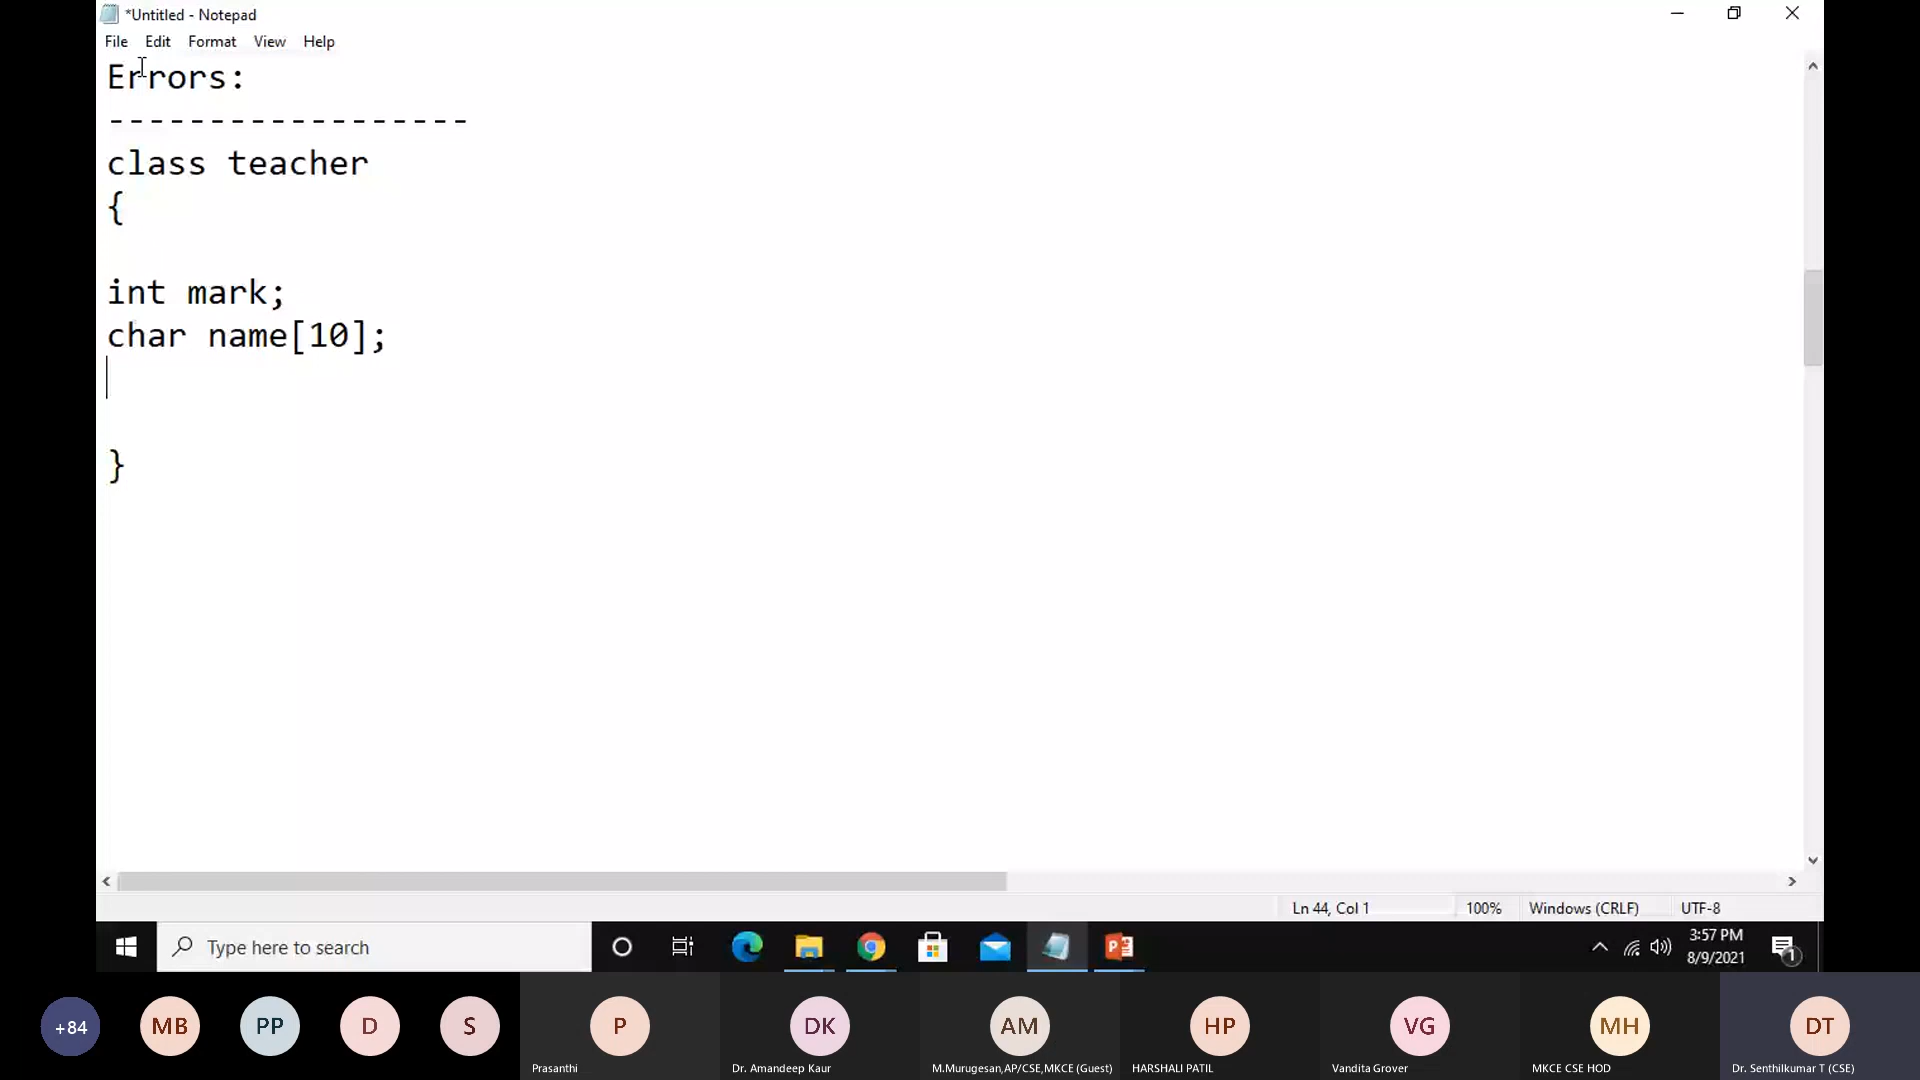 *Untitled - Notepad
File Edit Format View Help
Errors:
------------------
class teacher
{
int mark;
char name[10];
}
Ln 44, Col 1 100% Windows (CRLF) UTF-8
Type here to search
3:57 PM
8/9/2021
1
+84 MB PP D S P DK AM HP VG MH DT
Prasanthi Dr. Amandeep Kaur M.Murugesan,AP/CSE,MKCE (Guest) HARSHALI PATIL Vandita Grover MKCE CSE HOD Dr. Senthilkumar T (CSE)